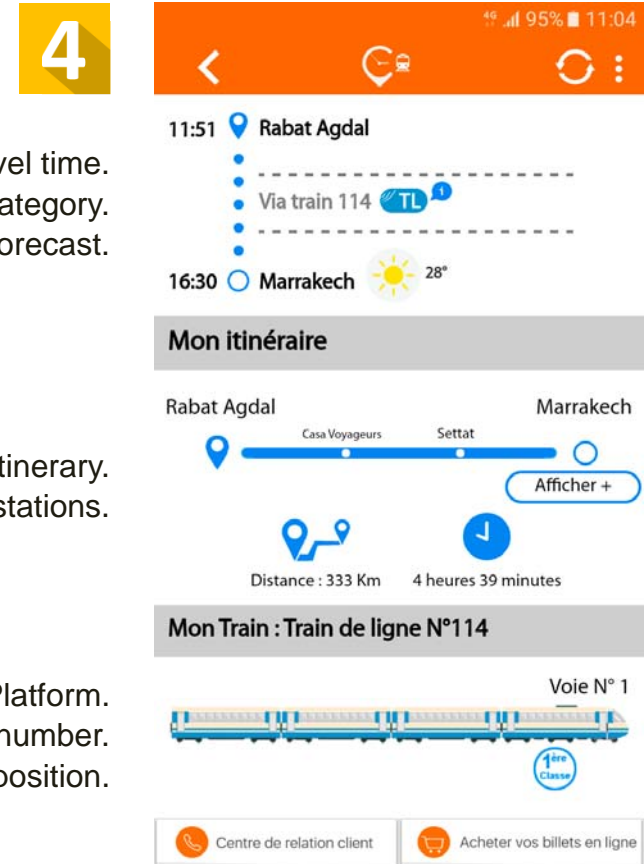 4
4G 95% 11:04
11:51 Rabat Agdal
vel time.
ategory.
orecast.
Via train 114 TL 1
16:30 Marrakech 28°
Mon itinéraire
Rabat Agdal Marrakech
Casa Voyageurs Settat
tinerary.
stations.
Afficher +
Distance : 333 Km 4 heures 39 minutes
Mon Train : Train de ligne N°114
Platform.
number.
position.
Voie N° 1
1ère
Classe
Centre de relation client Acheter vos billets en ligne